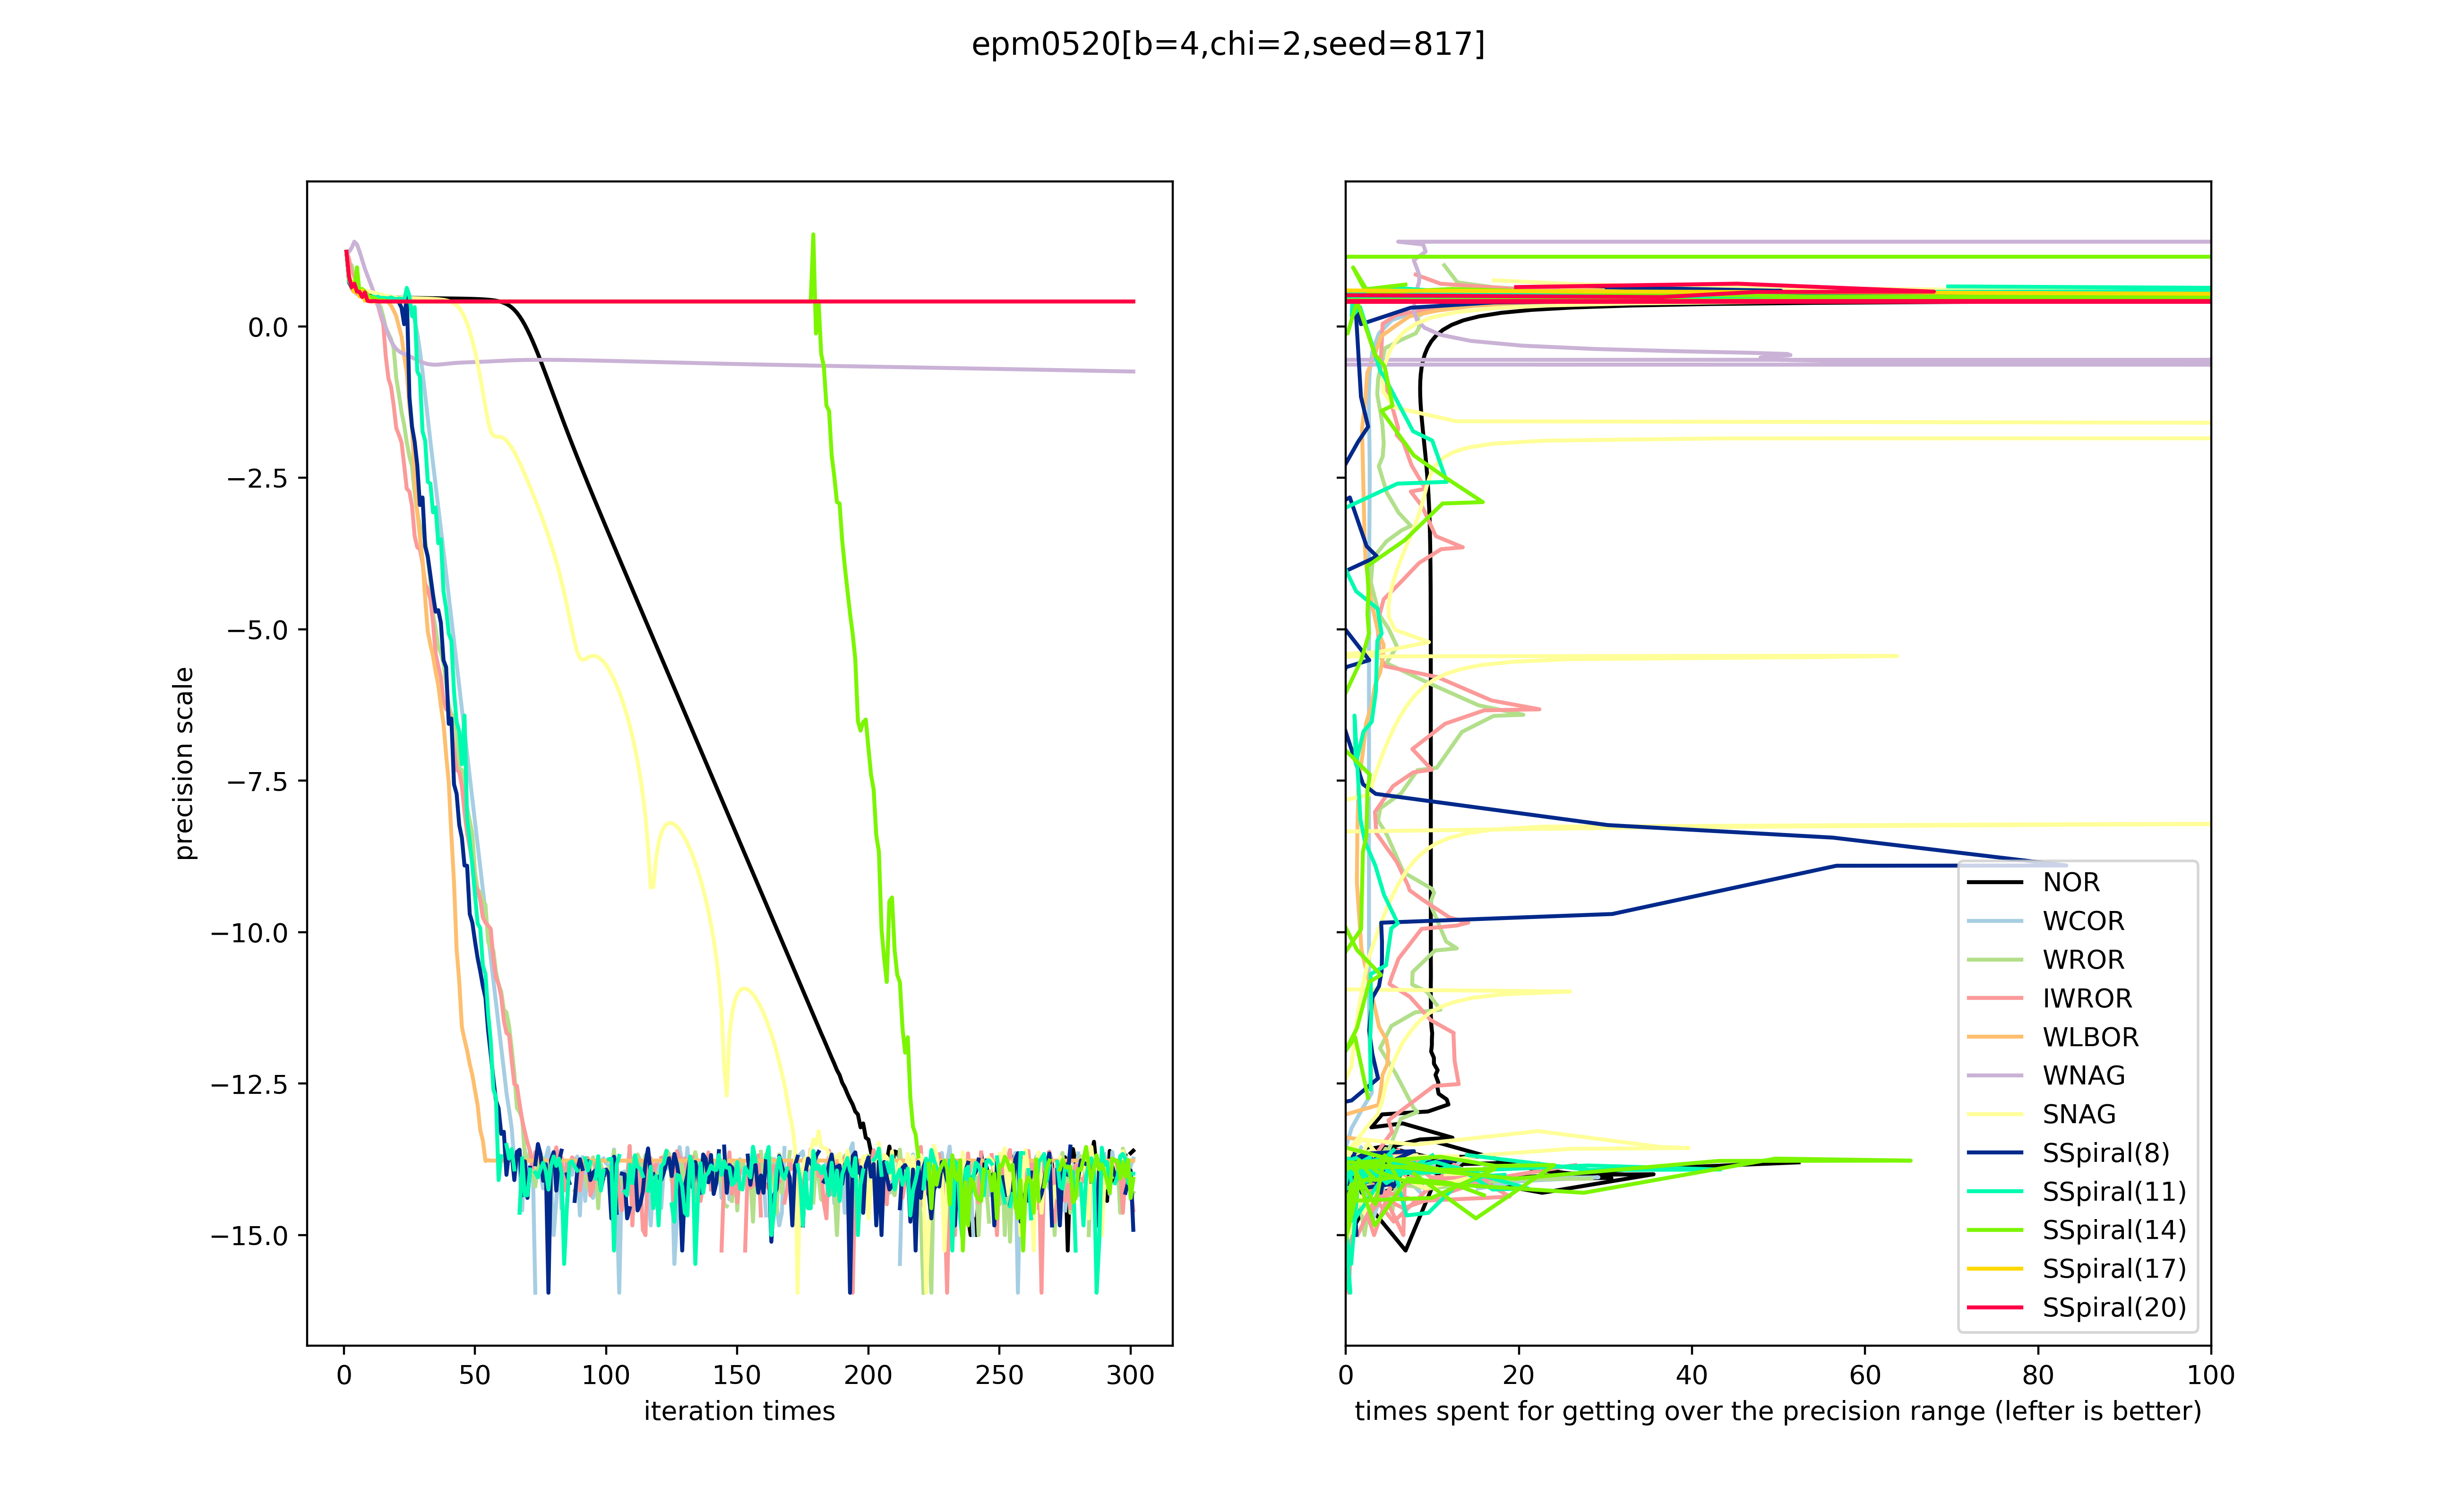 epm0520[b=4,chi=2,seed=817]
precision scale
0.0
−2.5
−5.0
−7.5
−10.0
−12.5
−15.0
0 50 100 150 200 250 300
iteration times
NOR
WCOR
WROR
IWROR
WLBOR
WNAG
SNAG
SSpiral(8)
SSpiral(11)
SSpiral(14)
SSpiral(17)
SSpiral(20)
0 20 40 60 80 100
times spent for getting over the precision range (lefter is better)